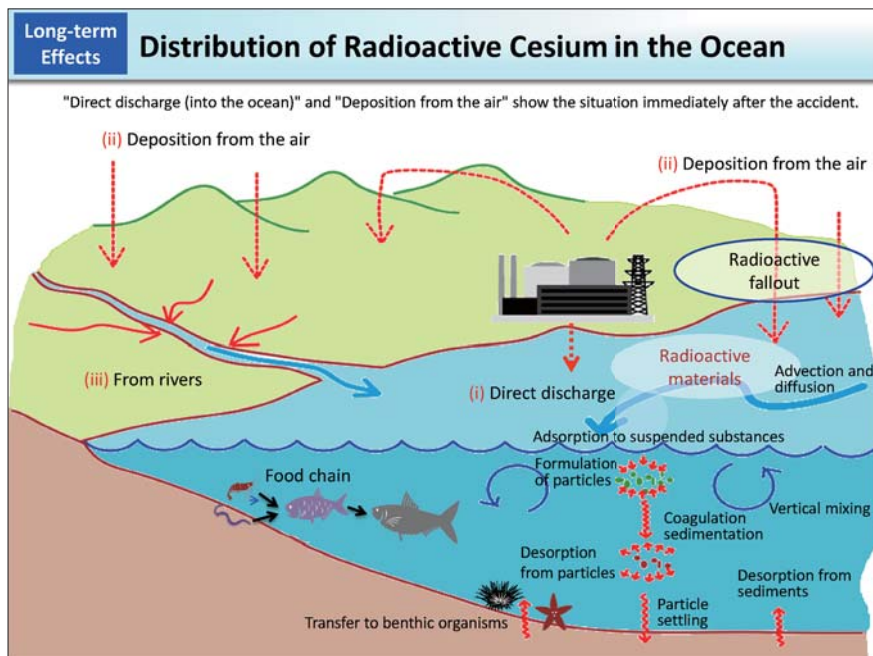 Long-term
Effects
Distribution of Radioactive Cesium in the Ocean
"Direct discharge (into the ocean)" and "Deposition from the air" show the situation immediately after the accident.
(ii) Deposition from the air
(ii) Deposition from the air
Radioactive
fallout
(iii) From rivers
Radioactive
materials
(i) Direct discharge
Advection and
diffusion
Adsorption to suspended substances
Food chain
Formulation
of particles
Vertical mixing
Coagulation
sedimentation
Desorption
from particles
Desorption from
sediments
Transfer to benthic organisms
Particle
settling